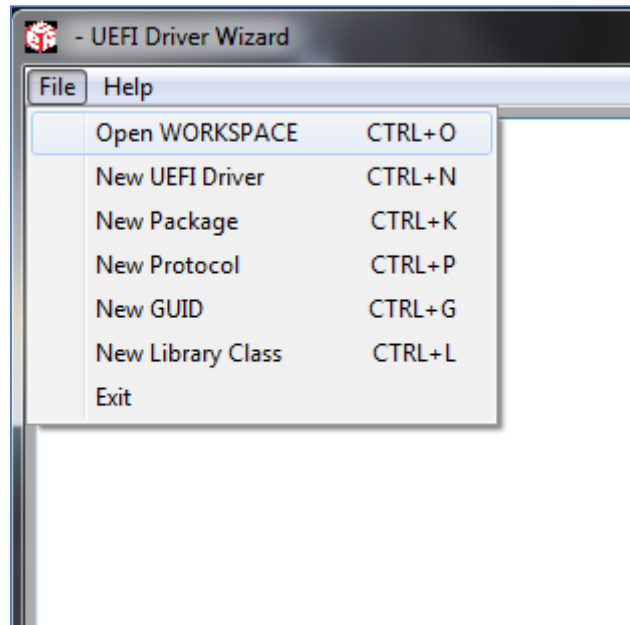 - UEFI Driver Wizard
File Help
Open WORKSPACE CTRL+O
New UEFI Driver CTRL+N
New Package CTRL+K
New Protocol CTRL+P
New GUID CTRL+G
New Library Class CTRL+L
Exit